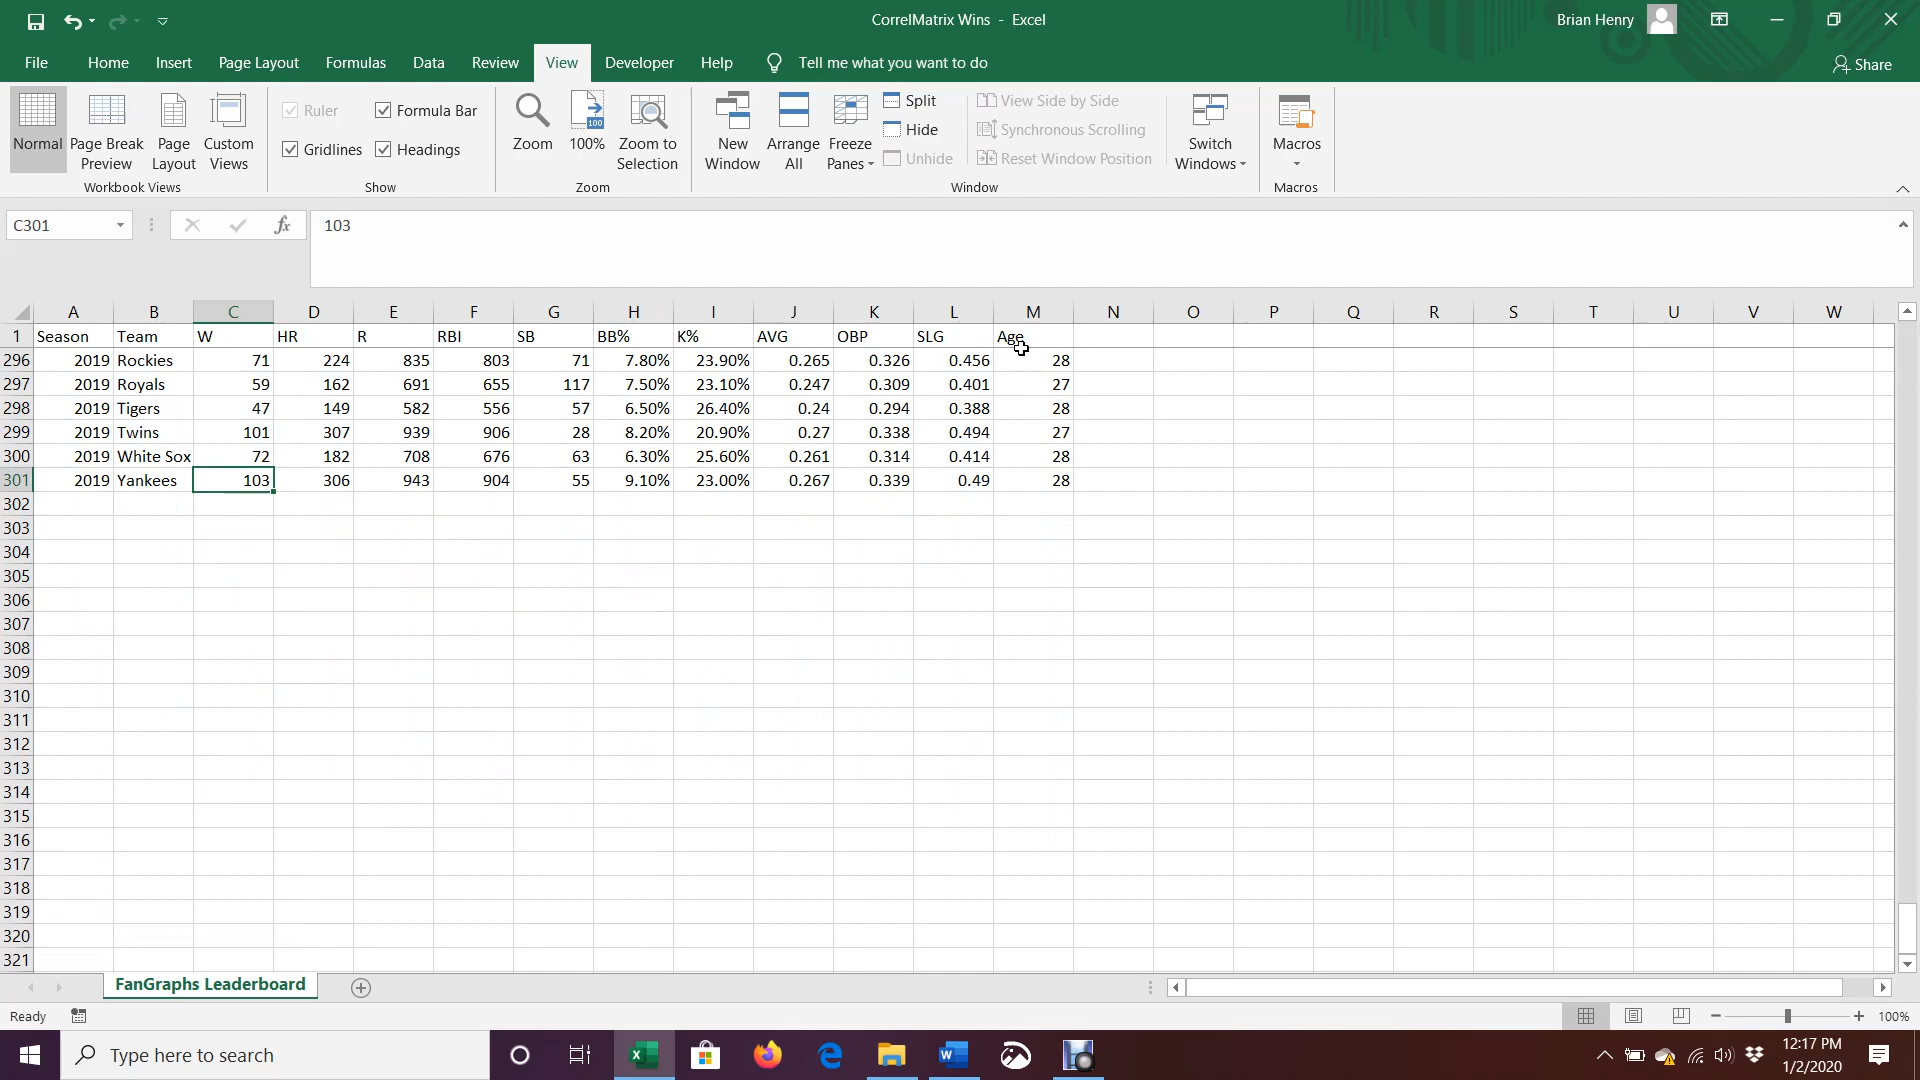 CorrelMatrix Wins - Excel
Brian Henry
File Home Insert Page Layout Formulas Data Review View Developer Help Tell me what you want to do
Share
Normal
Page Break Preview
Page Layout
Custom Views
Workbook Views
Ruler
Formula Bar
Gridlines
Headings
Show
Zoom
100
100%
Zoom to Selection
Zoom
New Window
Arrange All
Freeze Panes
Split
Hide
Unhide
View Side by Side
Synchronous Scrolling
Reset Window Position
Window
Switch Windows
Macros
Macros
C301
fx
103
A B C D E F G H I J K L M N O P Q R S T U V W
1 Season Team W HR R RBI SB BB% K% AVG OBP SLG Age
296 2019 Rockies 71 224 835 803 71 7.80% 23.90% 0.265 0.326 0.456 28
297 2019 Royals 59 162 691 655 117 7.50% 23.10% 0.247 0.309 0.401 27
298 2019 Tigers 47 149 582 556 57 6.50% 26.40% 0.24 0.294 0.388 28
299 2019 Twins 101 307 939 906 28 8.20% 20.90% 0.27 0.338 0.494 27
300 2019 White Sox 72 182 708 676 63 6.30% 25.60% 0.261 0.314 0.414 28
301 2019 Yankees 103 306 943 904 55 9.10% 23.00% 0.267 0.339 0.49 28
302
303
304
305
306
307
308
309
310
311
312
313
314
315
316
317
318
319
320
321
FanGraphs Leaderboard
Ready
100%
Type here to search
12:17 PM
1/2/2020